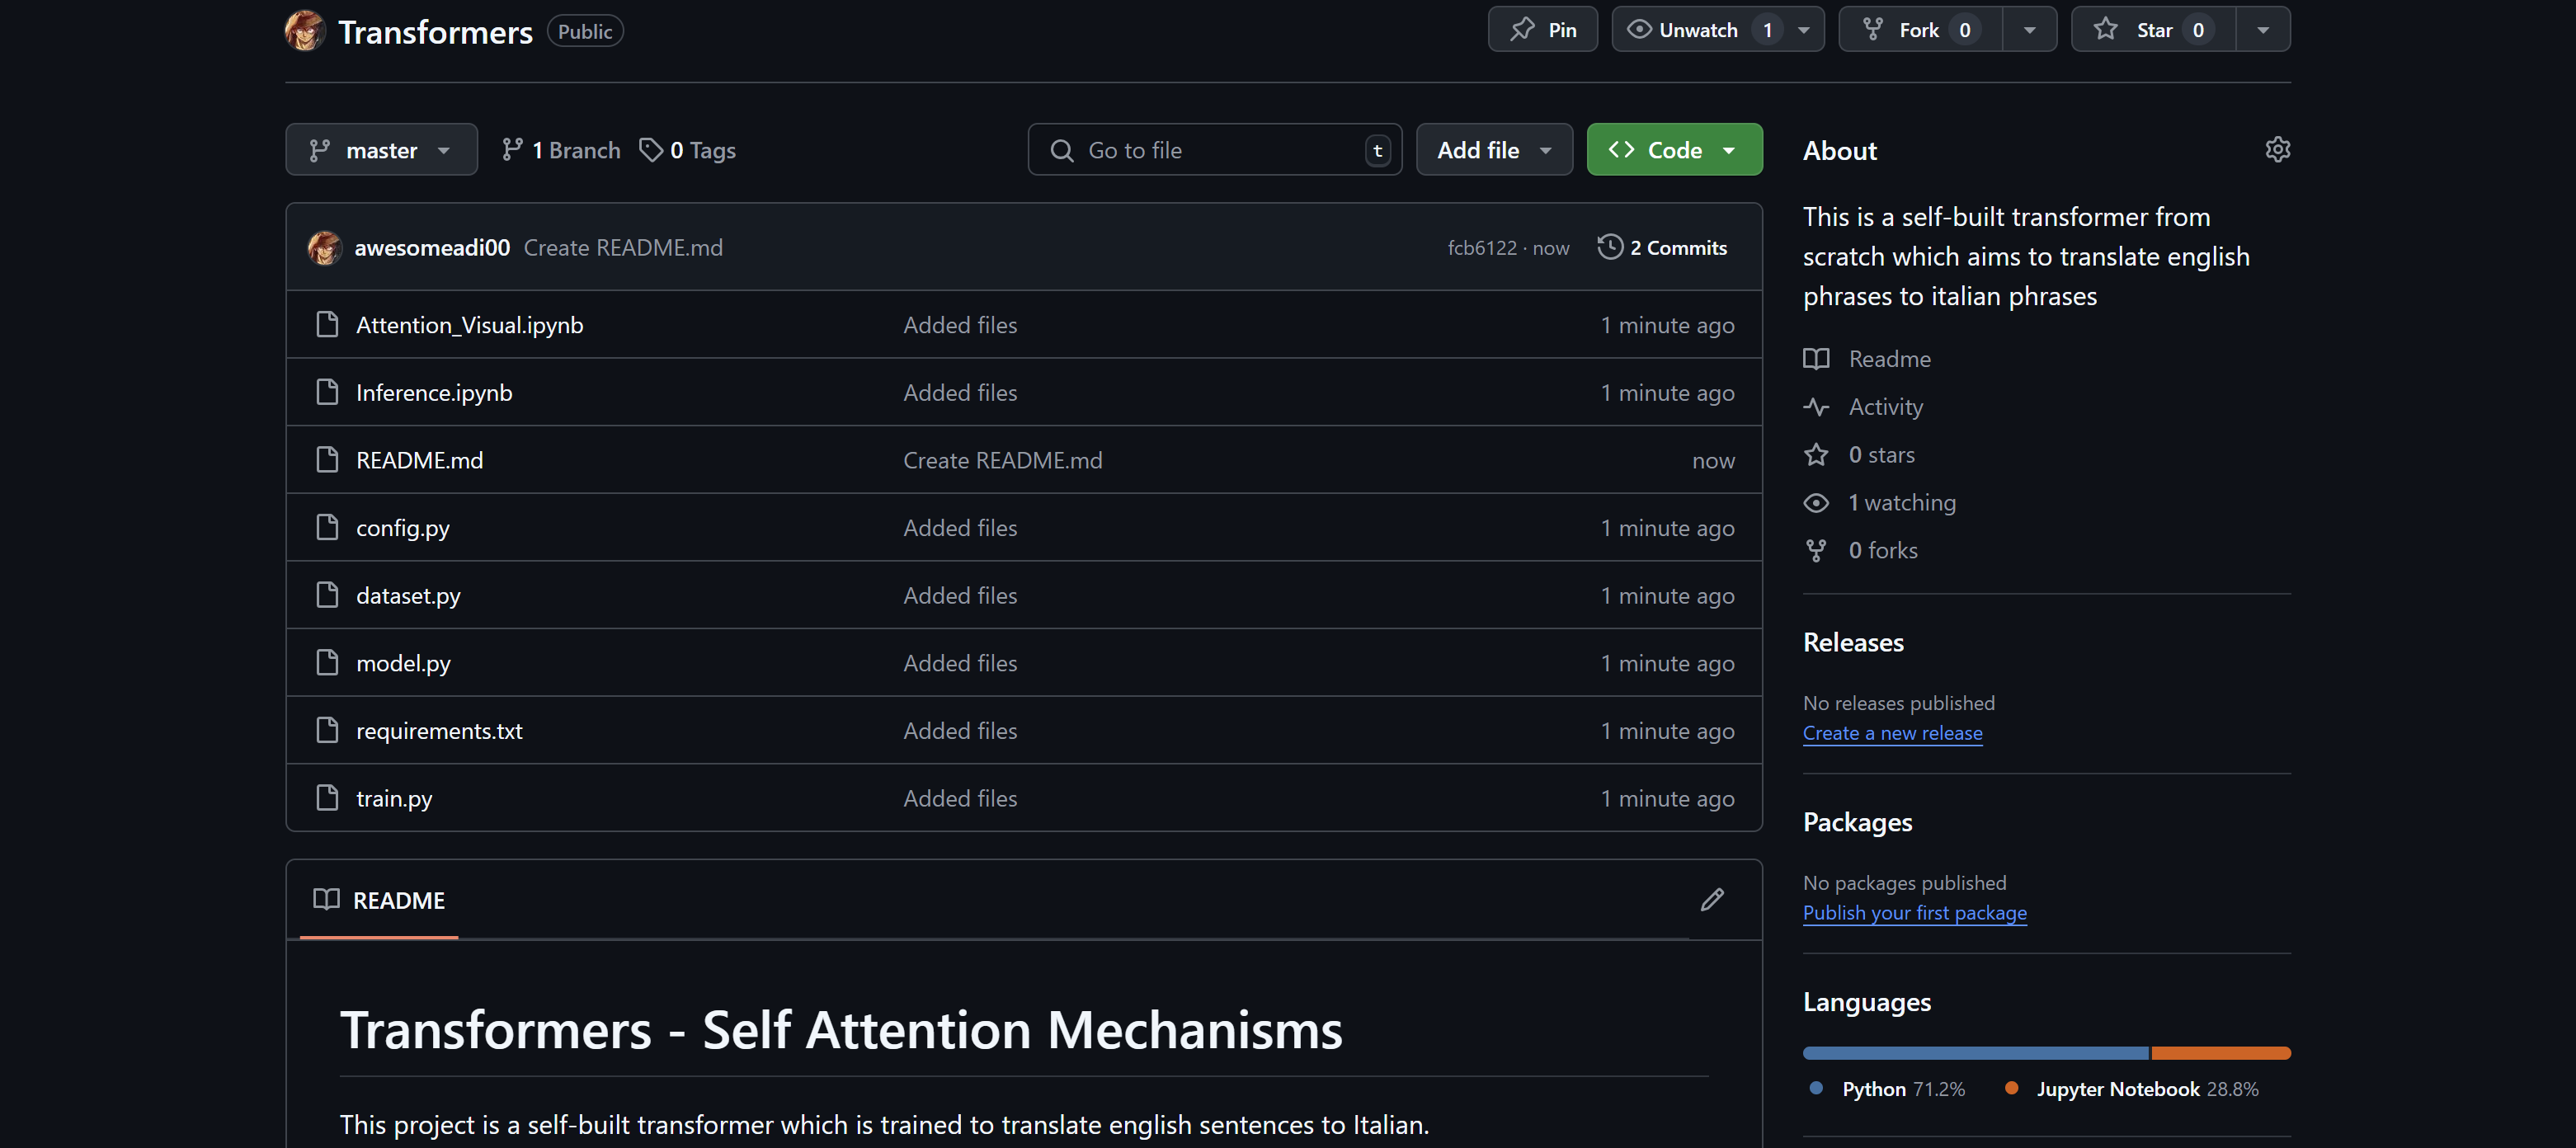 Transformers Public
Pin
Unwatch 1
Fork 0
Star 0
master
1 Branch
0 Tags
Go to file t
Add file
Code
awesomeadi00 Create README.md fcb6122 · now 2 Commits
Attention_Visual.ipynb Added files 1 minute ago
Inference.ipynb Added files 1 minute ago
README.md Create README.md now
config.py Added files 1 minute ago
dataset.py Added files 1 minute ago
model.py Added files 1 minute ago
requirements.txt Added files 1 minute ago
train.py Added files 1 minute ago
README
Transformers - Self Attention Mechanisms
This project is a self-built transformer which is trained to translate english sentences to Italian.
About
This is a self-built transformer from
scratch which aims to translate english
phrases to italian phrases
Readme
Activity
0 stars
1 watching
0 forks
Releases
No releases published
Create a new release
Packages
No packages published
Publish your first package
Languages
Python 71.2% Jupyter Notebook 28.8%